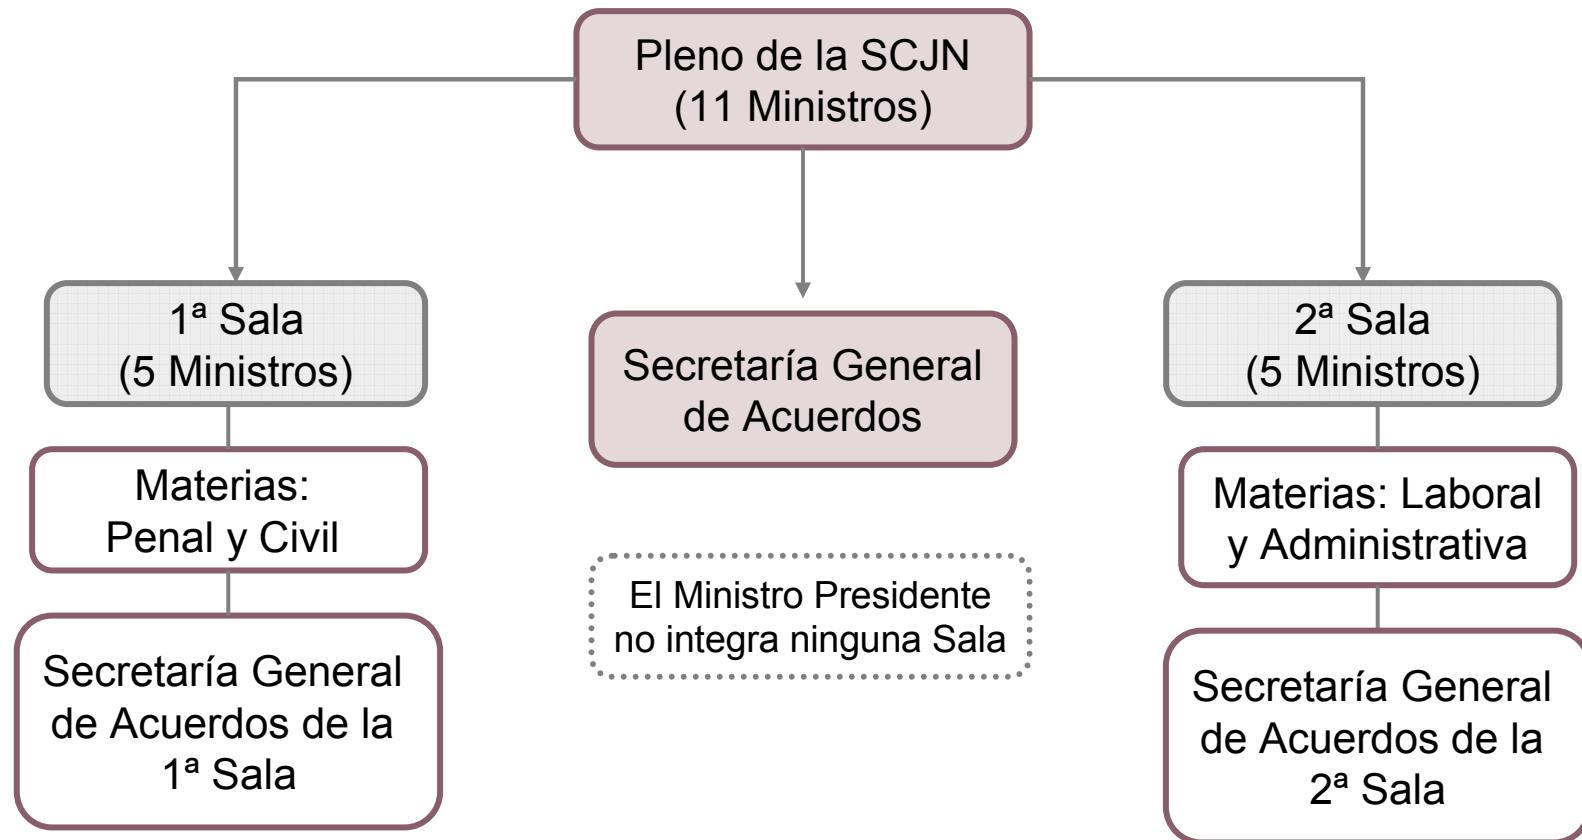 Pleno de la SCJN
(11 Ministros)
1ª Sala
(5 Ministros)
Materias:
Penal y Civil
Secretaría General
de Acuerdos de la
1ª Sala
Secretaría General
de Acuerdos
El Ministro Presidente
no integra ninguna Sala
2ª Sala
(5 Ministros)
Materias: Laboral
y Administrativa
Secretaría General
de Acuerdos de la
2ª Sala